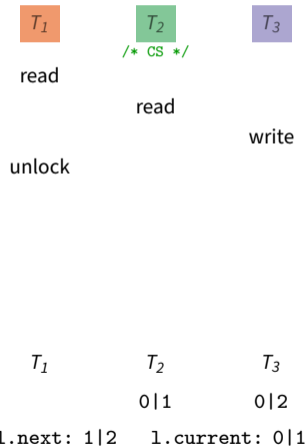 T1 T2 T3
/* CS */
read
read
write
unlock
T1 T2 T3
0|1 0|2
l.next: 1|2 l.current: 0|1